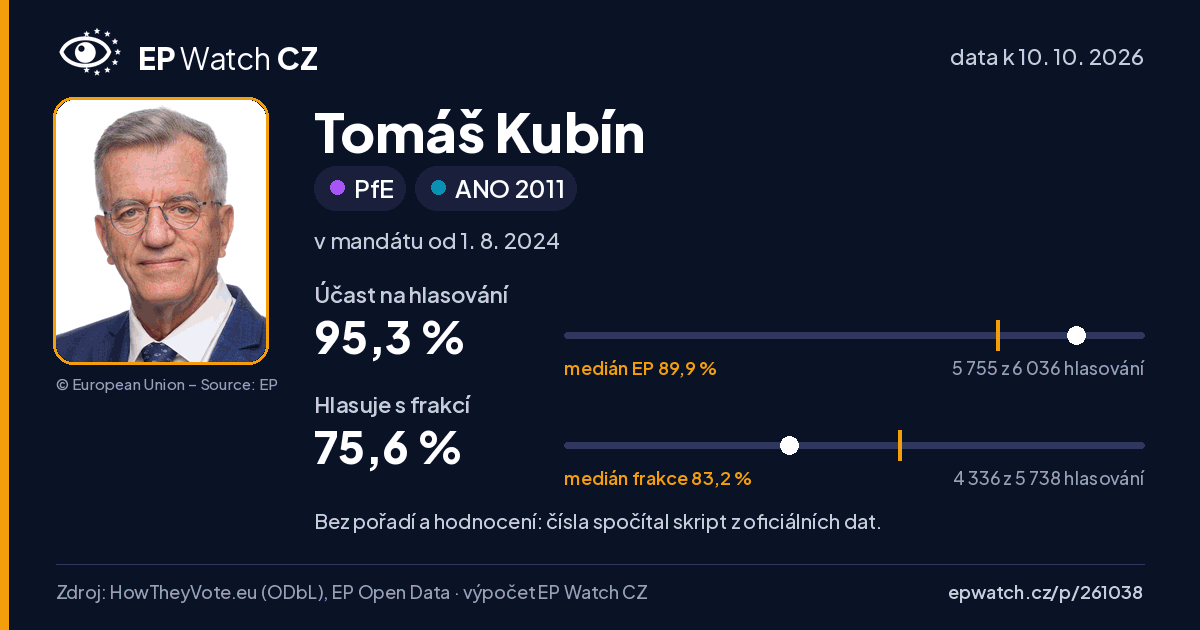 EP Watch CZ
data k 10. 10. 2026
Tomáš Kubín
PfE
ANO 2011
v mandátu od 1. 8. 2024
Účast na hlasování
95,3 %
medián EP 89,9 %
5 755 z 6 036 hlasování
© European Union – Source: EP
Hlasuje s frakcí
75,6 %
medián frakce 83,2 %
4 336 z 5 738 hlasování
Bez pořadí a hodnocení: čísla spočítal skript z oficiálních dat.
Zdroj: HowTheyVote.eu (ODbL), EP Open Data · výpočet EP Watch CZ
epwatch.cz/p/261038